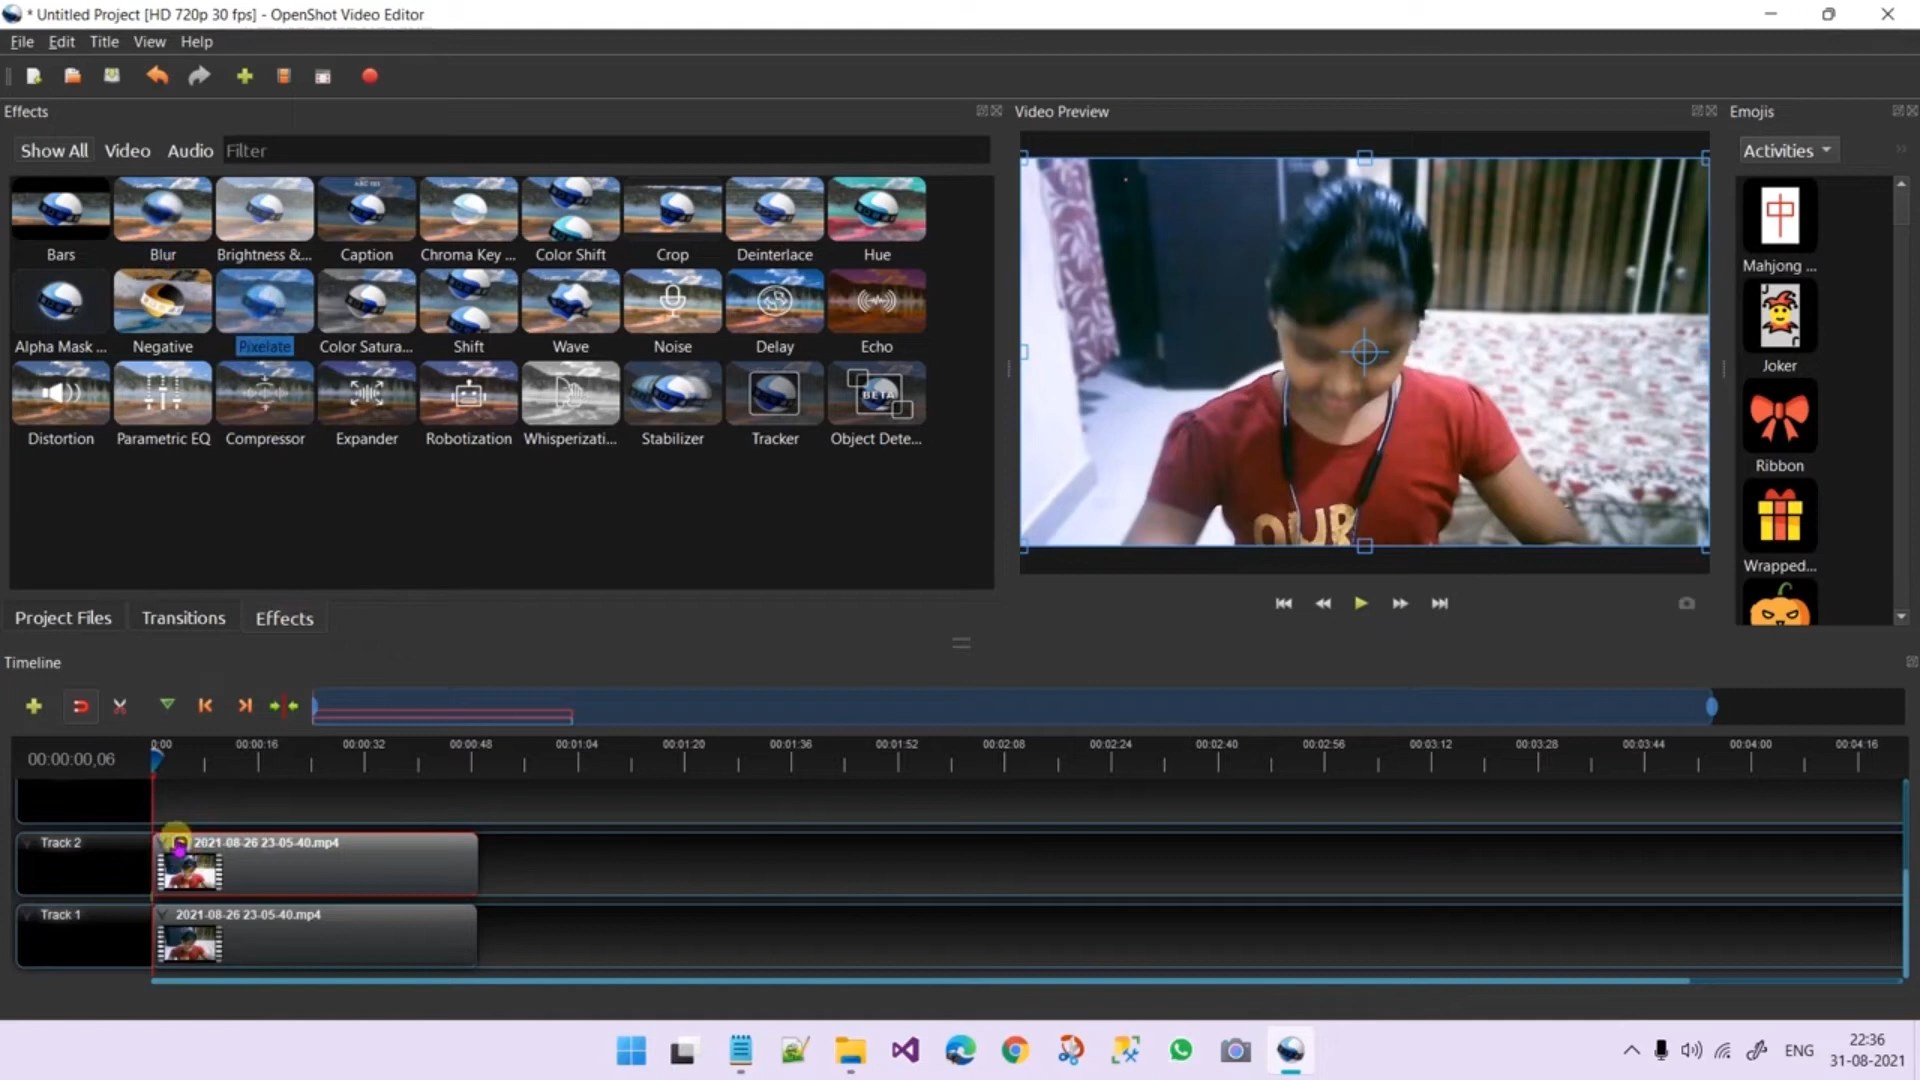 * Untitled Project [HD 720p 30 fps] - OpenShot Video Editor
File Edit Title View Help
Effects
Video Preview
Emojis
Show All Video Audio Filter
Activities
Bars Blur Brightness &... Caption Chroma Key ... Color Shift Crop Deinterlace Hue
Mahjong ...
Alpha Mask ... Negative Pixelate Color Satura... Shift Wave Noise Delay Echo
Joker
BETA
Distortion Parametric EQ Compressor Expander Robotization Whisperizati... Stabilizer Tracker Object Dete...
Ribbon
OUR
Wrapped...
Project Files Transitions Effects
Timeline
00:00:00,06
0:00 00:00:16 00:00:32 00:00:48 00:01:04 00:01:20 00:01:36 00:01:52 00:02:08 00:02:24 00:02:40 00:02:56 00:03:12 00:03:28 00:03:44 00:04:00 00:04:16
Track 2 2021-08-26 23-05-40.mp4
Track 1 2021-08-26 23-05-40.mp4
ENG
22:36
31-08-2021